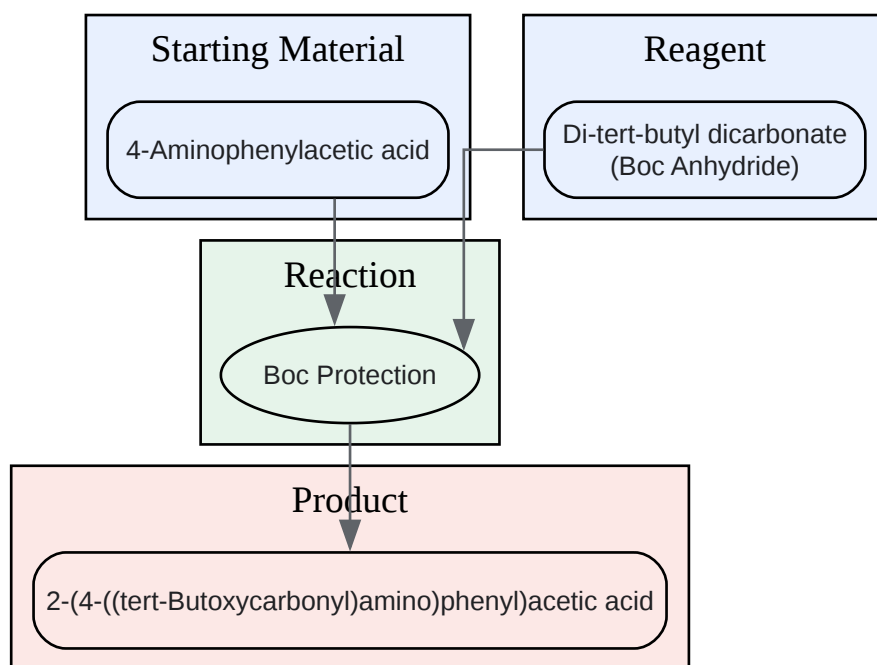 Starting Material
4-Aminophenylacetic acid
Reagent
Di-tert-butyl dicarbonate
(Boc Anhydride)
Reaction
Boc Protection
Product
2-(4-((tert-Butoxycarbonyl)amino)phenyl)acetic acid